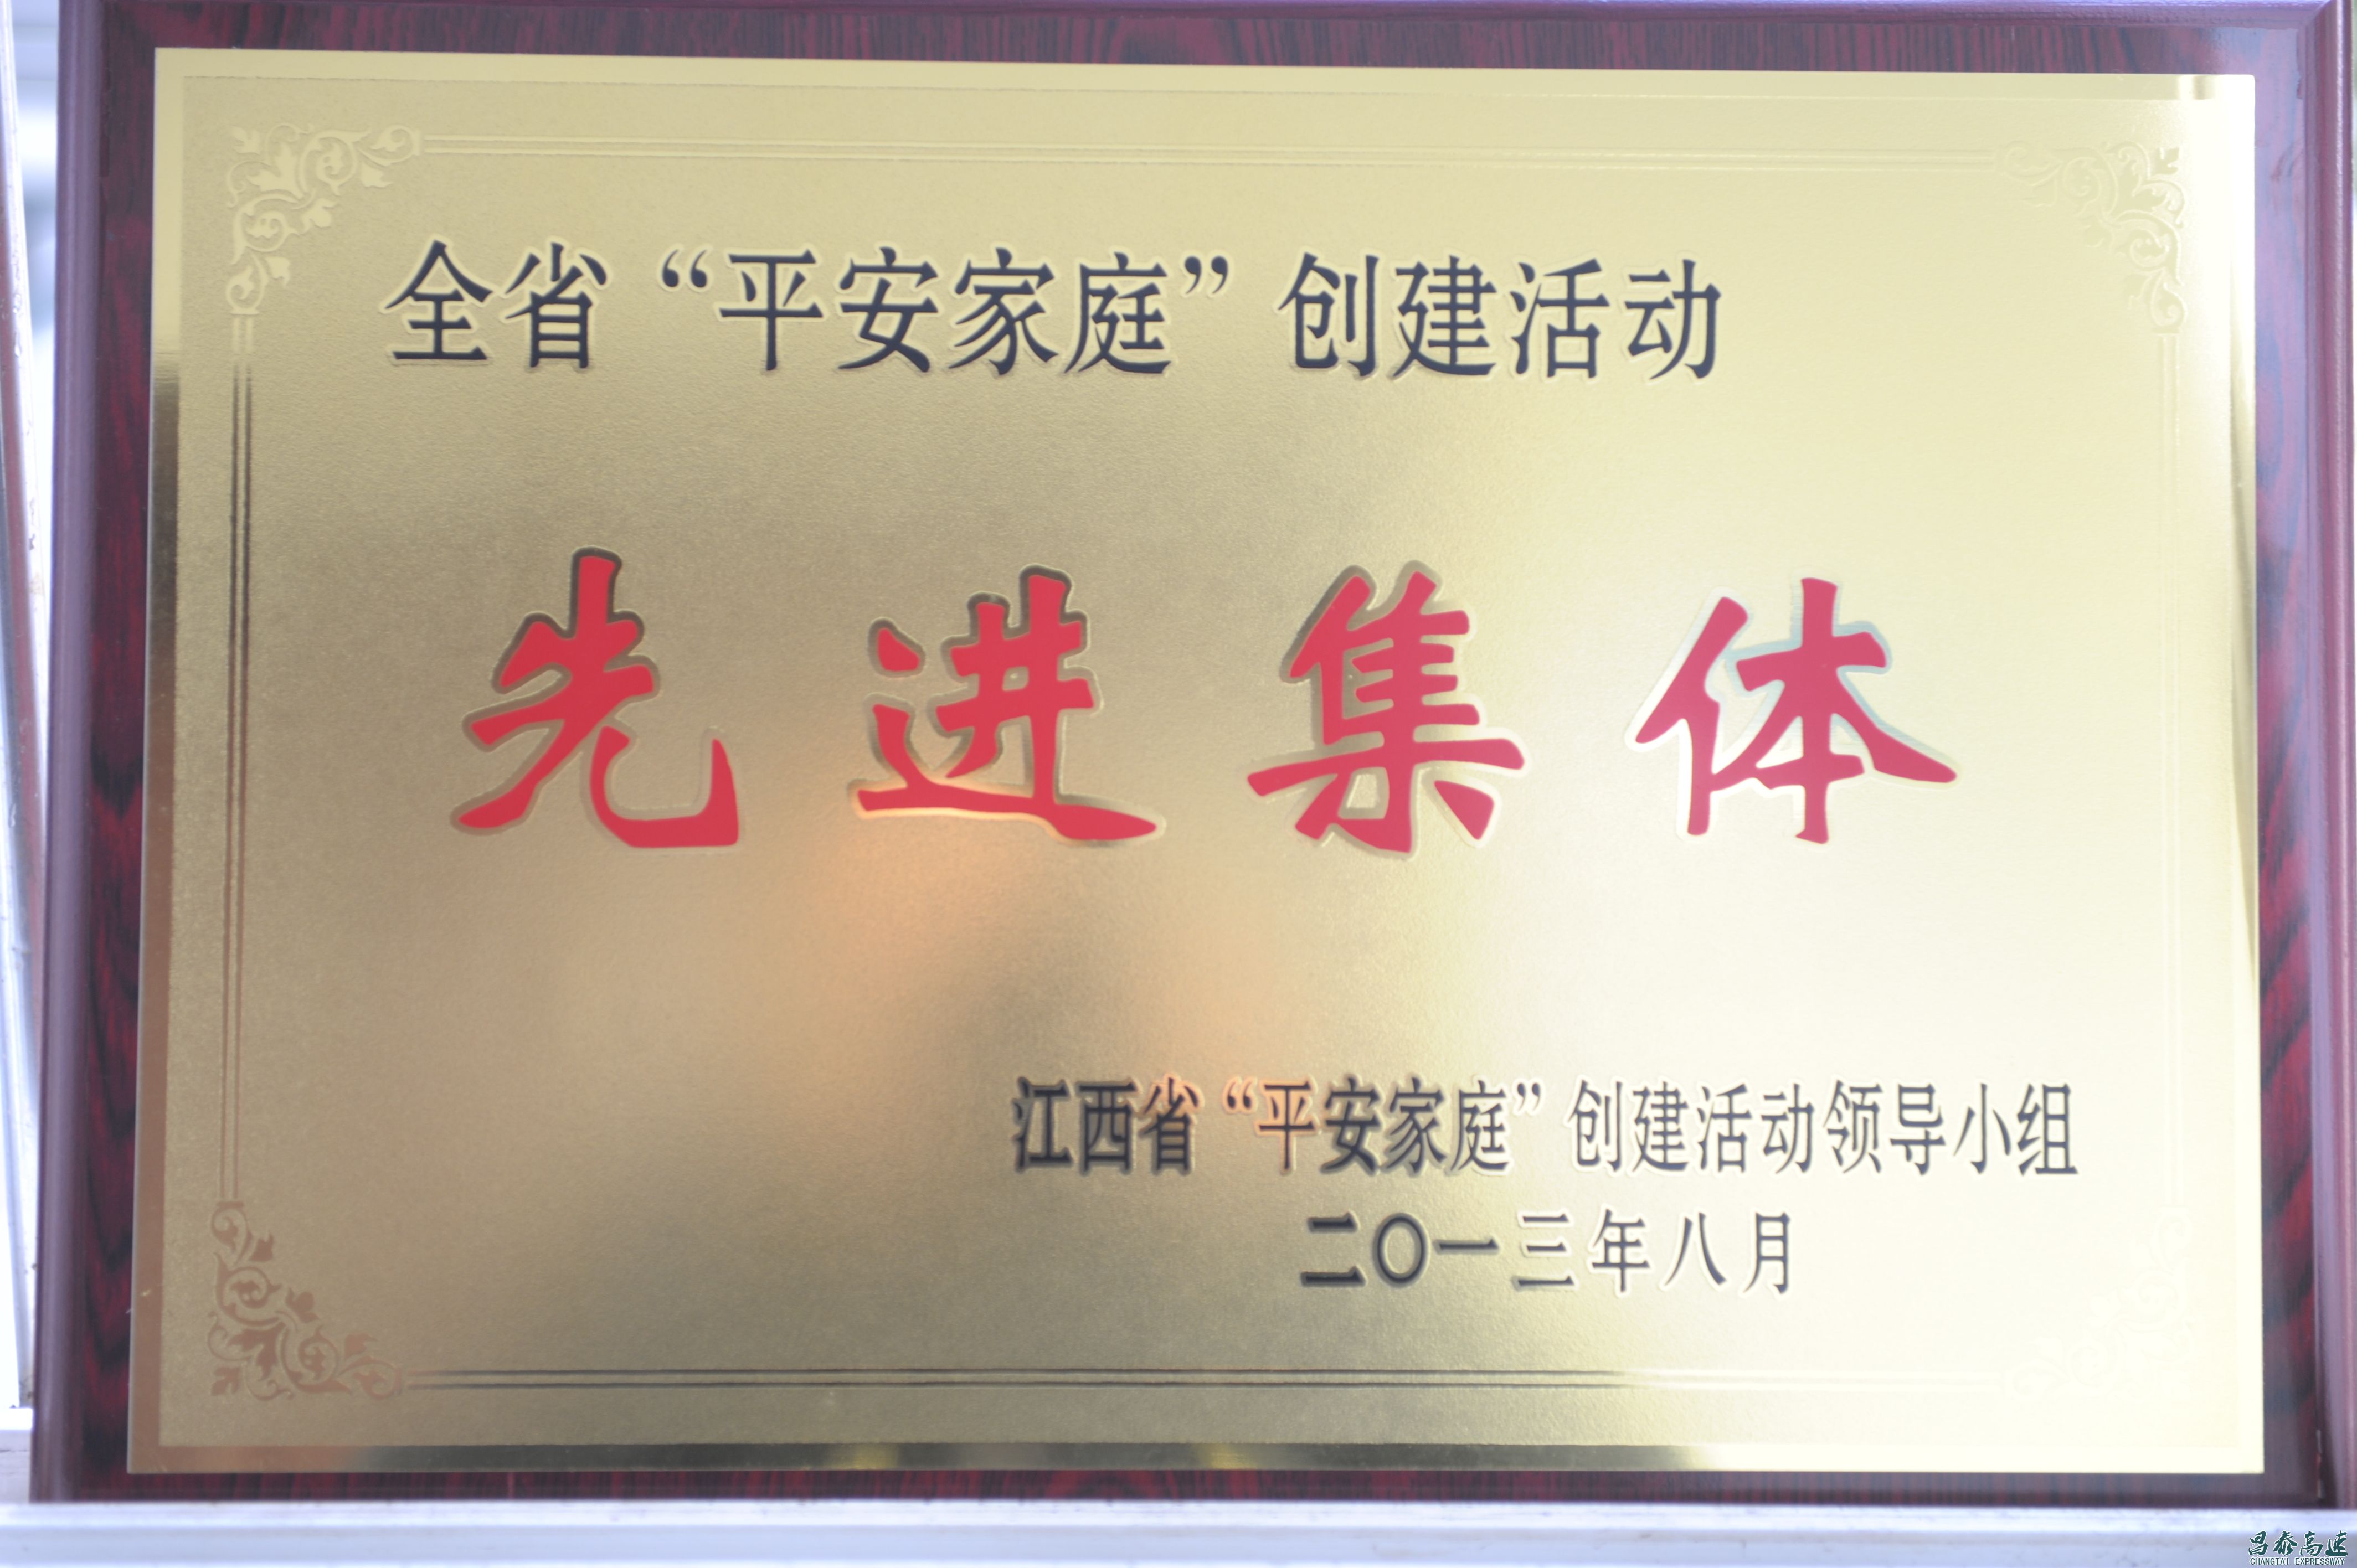 全省“平安家庭”创建活动
先进集体
江西省“平安家庭”创建活动领导小组
二〇一三年八月
昌泰高速
CHANGTAI EXPRESSWAY